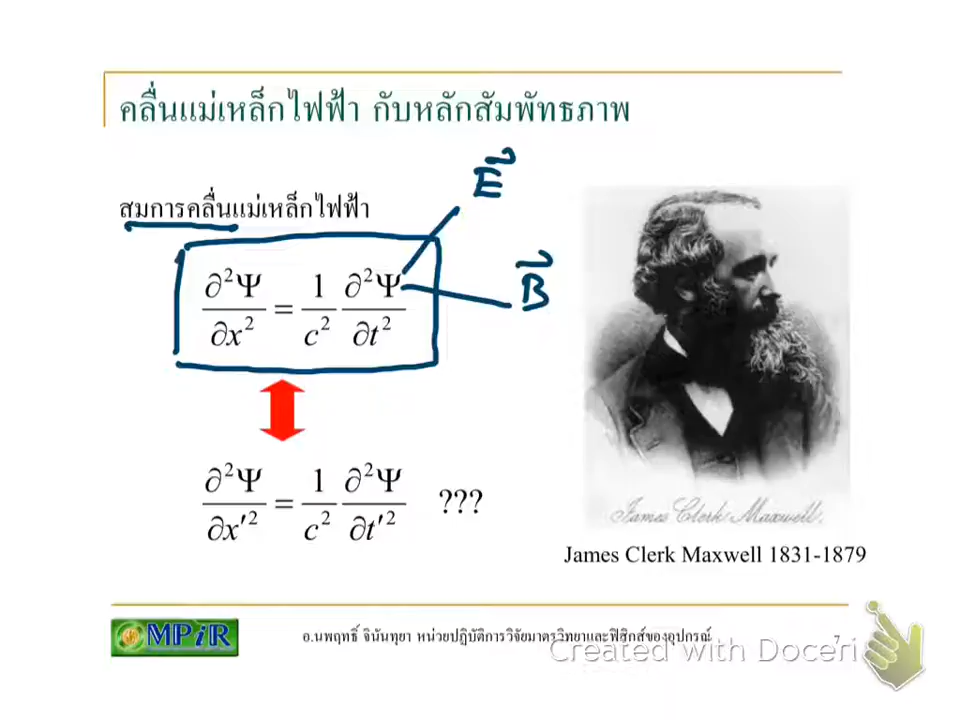 คลื่นแม่เหล็กไฟฟ้า กับหลักสัมพัทธภาพ
E⃗
สมการคลื่นแม่เหล็กไฟฟ้า
B⃗
∂²Ψ/∂x² = 1/c² ∂²Ψ/∂t²
∂²Ψ/∂x′² = 1/c² ∂²Ψ/∂t′² ???
James Clerk Maxwell.
James Clerk Maxwell 1831-1879
MPiR
อ.นพฤทธิ์ จินันทุยา หน่วยปฏิบัติการวิจัยมาตรวิทยาและฟิสิกส์ของอุปกรณ์
7
Created with Doceri